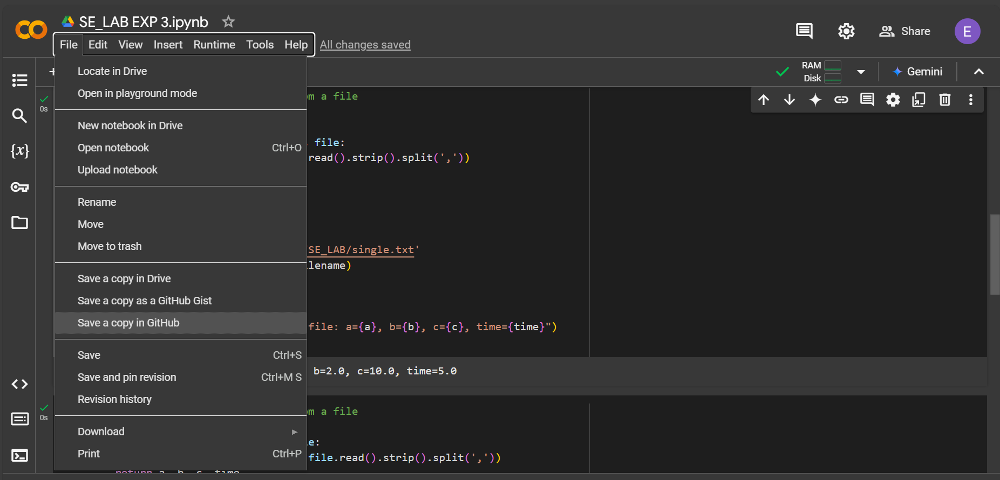 SE_LAB EXP 3.ipynb
File Edit View Insert Runtime Tools Help All changes saved
Share
E
RAM
Disk
Gemini
Locate in Drive
Open in playground mode
New notebook in Drive
Open notebook Ctrl+O
Upload notebook
Rename
Move
Move to trash
Save a copy in Drive
Save a copy as a GitHub Gist
Save a copy in GitHub
Save Ctrl+S
Save and pin revision Ctrl+M S
Revision history
Download
Print Ctrl+P
{x}
0s
m a file
file:
read().strip().split(','))
SE_LAB/single.txt'
lename)
file: a={a}, b={b}, c={c}, time={time}")
b=2.0, c=10.0, time=5.0
0s
m a file
e:
file.read().strip().split(','))
return a, b, c, time